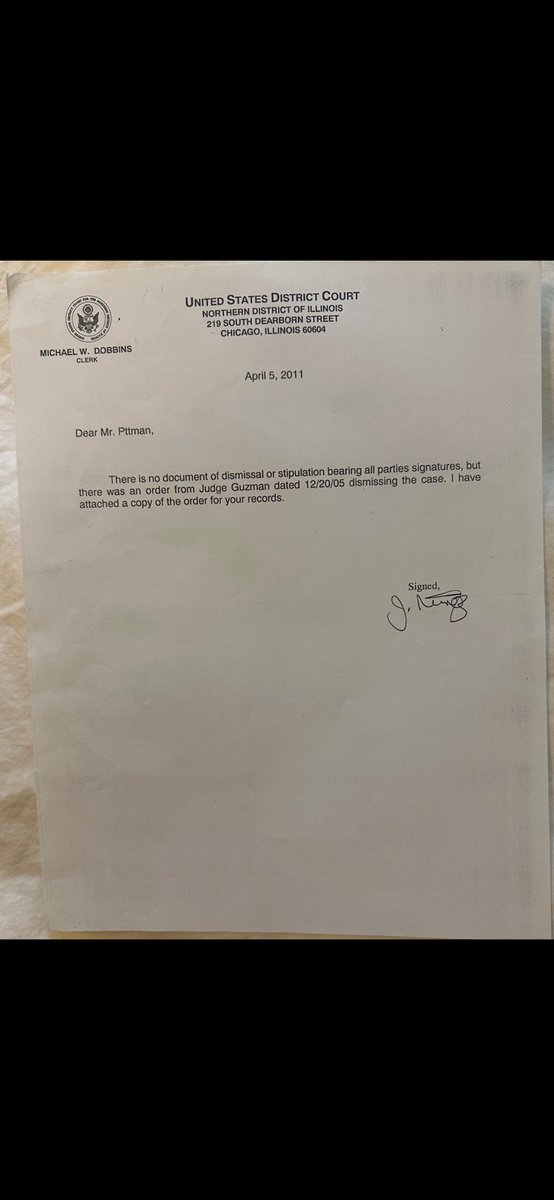 UNITED STATES DISTRICT COURT
NORTHERN DISTRICT OF ILLINOIS
219 SOUTH DEARBORN STREET
CHICAGO, ILLINOIS 60604
MICHAEL W. DOBBINS
CLERK
April 5, 2011
Dear Mr. Pttman,
There is no document of dismissal or stipulation bearing all parties signatures, but
there was an order from Judge Guzman dated 12/20/05 dismissing the case. I have
attached a copy of the order for your records.
Signed,
J.